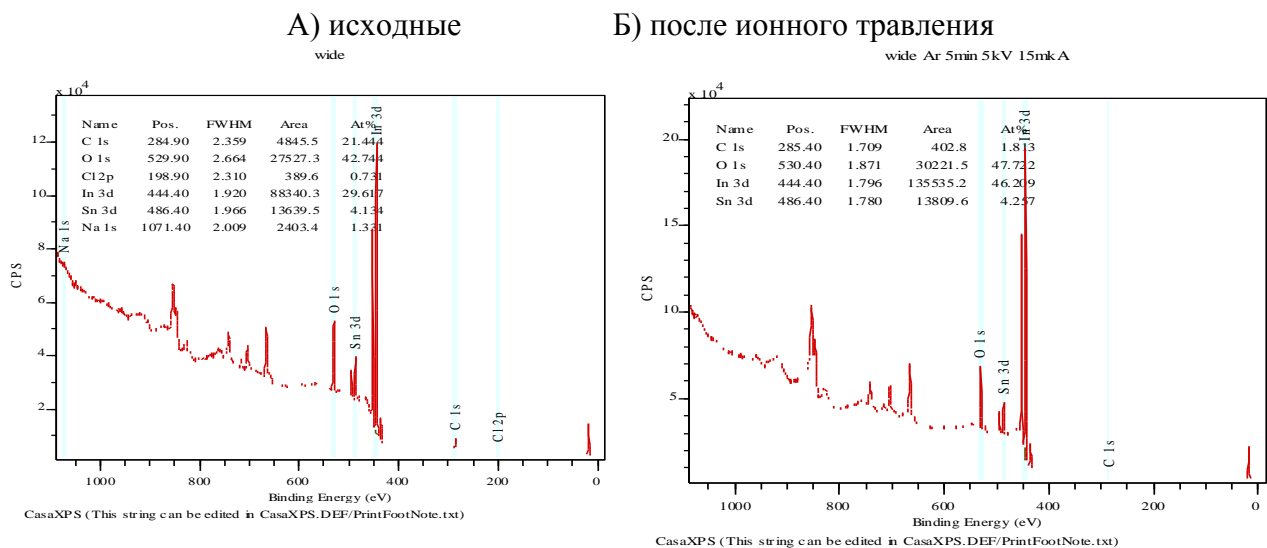 А) исходные
Б) после ионного травления
wide
x 10⁴
Name Pos. FWHM Area At%
C 1s 284.90 2.359 4845.5 21.444
O 1s 529.90 2.664 27527.3 42.744
Cl 2p 198.90 2.310 389.6 0.731
In 3d 444.40 1.920 88340.3 29.617
Sn 3d 486.40 1.966 13639.5 4.134
Na 1s 1071.40 2.009 2403.4 1.331
12
10
8
6
4
2
CPS
Na 1s
O 1s
Sn 3d
In 3d
C 1s
Cl 2p
1000 800 600 400 200 0
Binding Energy (eV)
CasaXPS (This string can be edited in CasaXPS.DEF/PrintFootNote.txt)
wide Ar 5min 5kV 15mkA
x 10⁴
Name Pos. FWHM Area At%
C 1s 285.40 1.709 402.8 1.813
O 1s 530.40 1.871 30221.5 47.722
In 3d 444.40 1.796 135535.2 46.209
Sn 3d 486.40 1.780 13809.6 4.257
20
15
10
5
CPS
O 1s
Sn 3d
In 3d
C 1s
1000 800 600 400 200 0
Binding Energy (eV)
CasaXPS (This string can be edited in CasaXPS.DEF/PrintFootNote.txt)